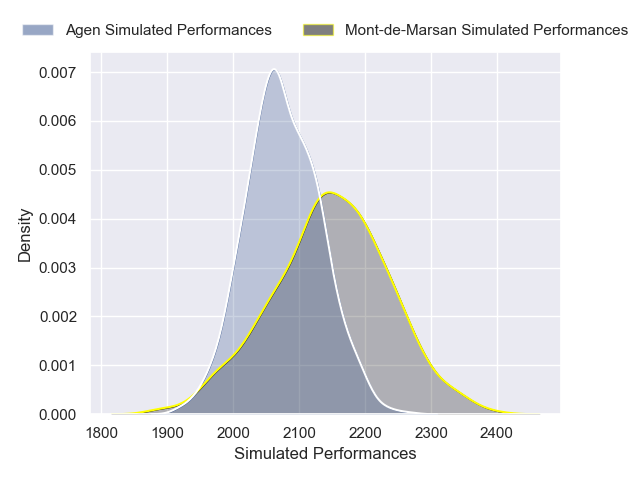 Agen Simulated Performances
Mont-de-Marsan Simulated Performances
0.007
0.006
0.005
0.004
0.003
0.002
0.001
0.000
Density
1800 1900 2000 2100 2200 2300 2400
Simulated Performances